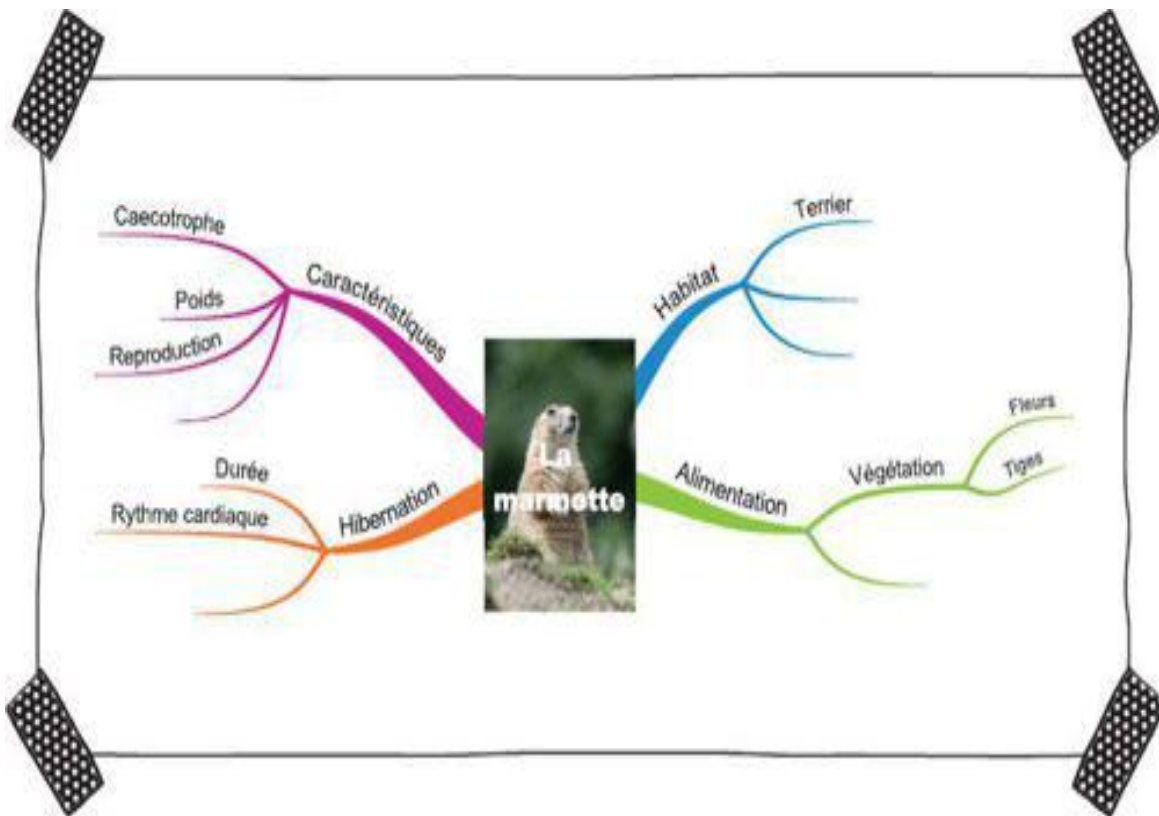 La
marmotte
Caractéristiques
Caecotrophe
Poids
Reproduction
Hibernation
Durée
Rythme cardiaque
Habitat
Terrier
Alimentation
Végétation
Fleurs
Tiges